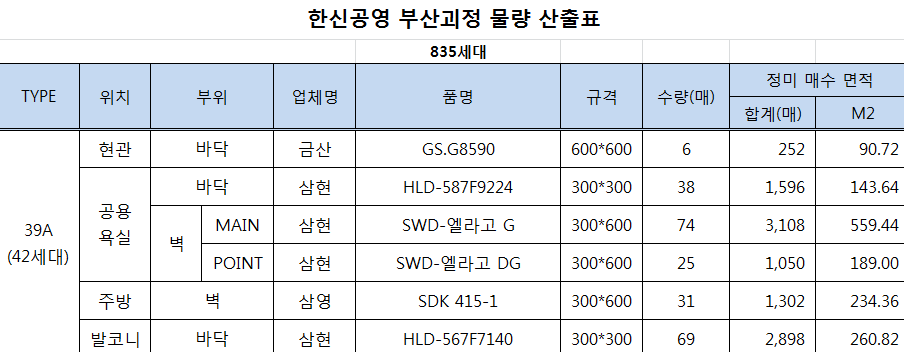 한신공영 부산괴정 물량 산출표
835세대
TYPE 위치 부위 업체명 품명 규격 수량(매) 정미 매수 면적
합계(매) M2
39A
(42세대)
현관 바닥 금산 GS.G8590 600*600 6 252 90.72
공용
욕실
바닥 삼현 HLD-587F9224 300*300 38 1,596 143.64
벽 MAIN 삼현 SWD-엘라고 G 300*600 74 3,108 559.44
POINT 삼현 SWD-엘라고 DG 300*600 25 1,050 189.00
주방 벽 삼영 SDK 415-1 300*600 31 1,302 234.36
발코니 바닥 삼현 HLD-567F7140 300*300 69 2,898 260.82